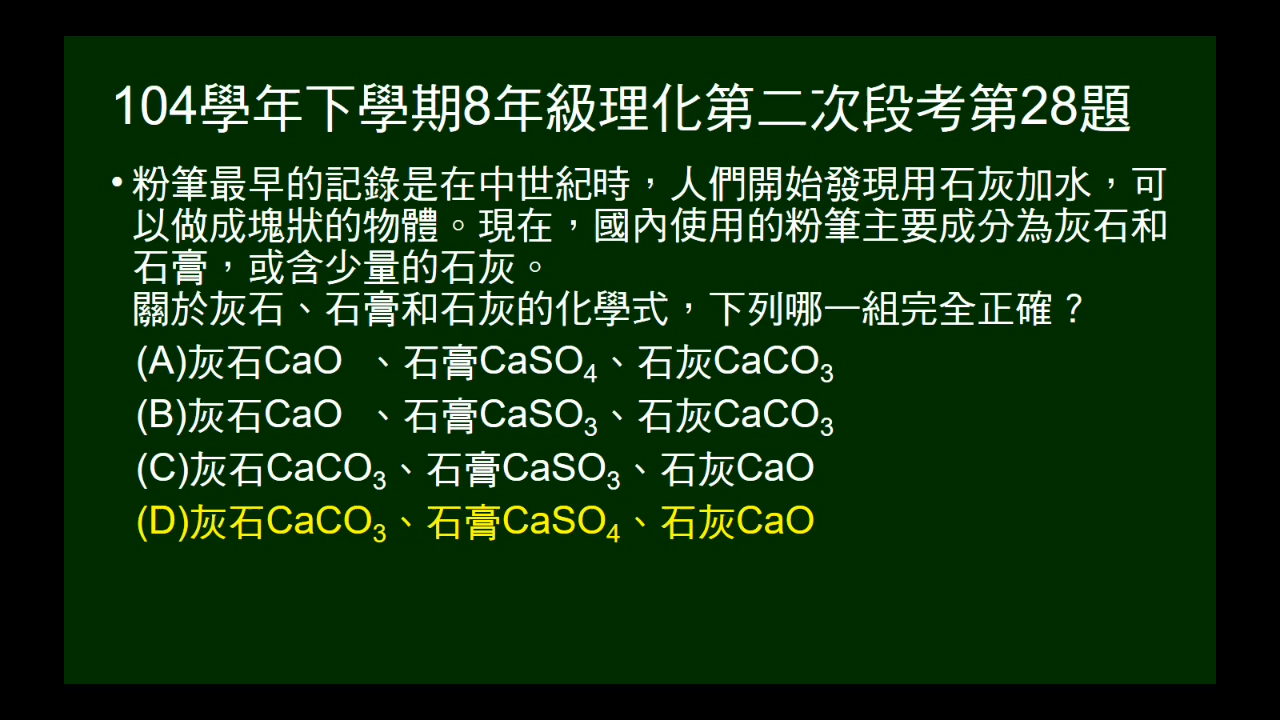 104學年下學期8年級理化第二次段考第28題
•粉筆最早的記錄是在中世紀時，人們開始發現用石灰加水，可
以做成塊狀的物體。現在，國內使用的粉筆主要成分為灰石和
石膏，或含少量的石灰。
關於灰石、石膏和石灰的化學式，下列哪一組完全正確？
(A)灰石CaO 、石膏CaSO₄、石灰CaCO₃
(B)灰石CaO 、石膏CaSO₃、石灰CaCO₃
(C)灰石CaCO₃、石膏CaSO₃、石灰CaO
(D)灰石CaCO₃、石膏CaSO₄、石灰CaO